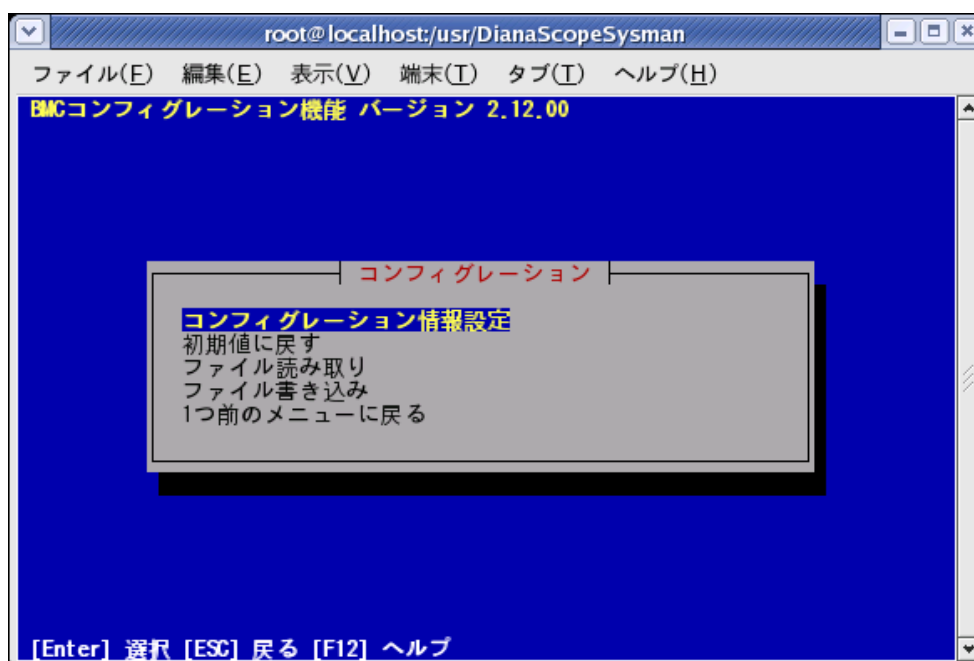 root@localhost:/usr/DianaScopeSysman
ファイル(F) 編集(E) 表示(V) 端末(T) タブ(T) ヘルプ(H)
BMCコンフィグレーション機能 バージョン 2.12.00
コンフィグレーション
コンフィグレーション情報設定
初期値に戻す
ファイル読み取り
ファイル書き込み
1つ前のメニューに戻る
[Enter] 選択 [ESC] 戻る [F12] ヘルプ